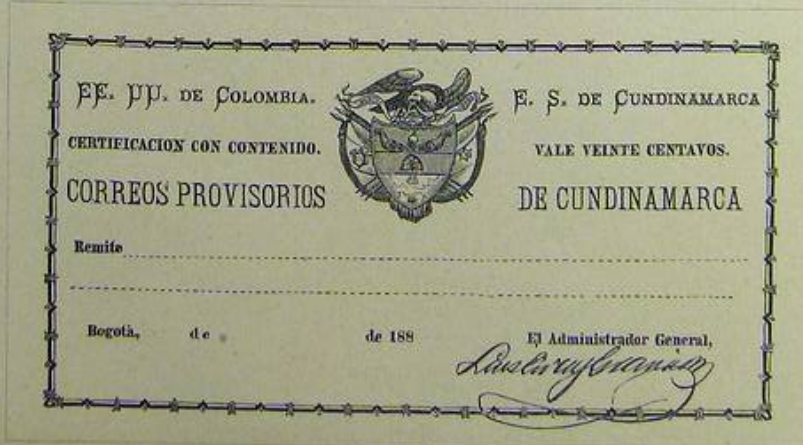 EE. UU. DE COLOMBIA. E. S. DE CUNDINAMARCA
CERTIFICACION CON CONTENIDO. VALE VEINTE CENTAVOS.
CORREOS PROVISORIOS DE CUNDINAMARCA
Remite
Bogotá, de de 188 El Administrador General,